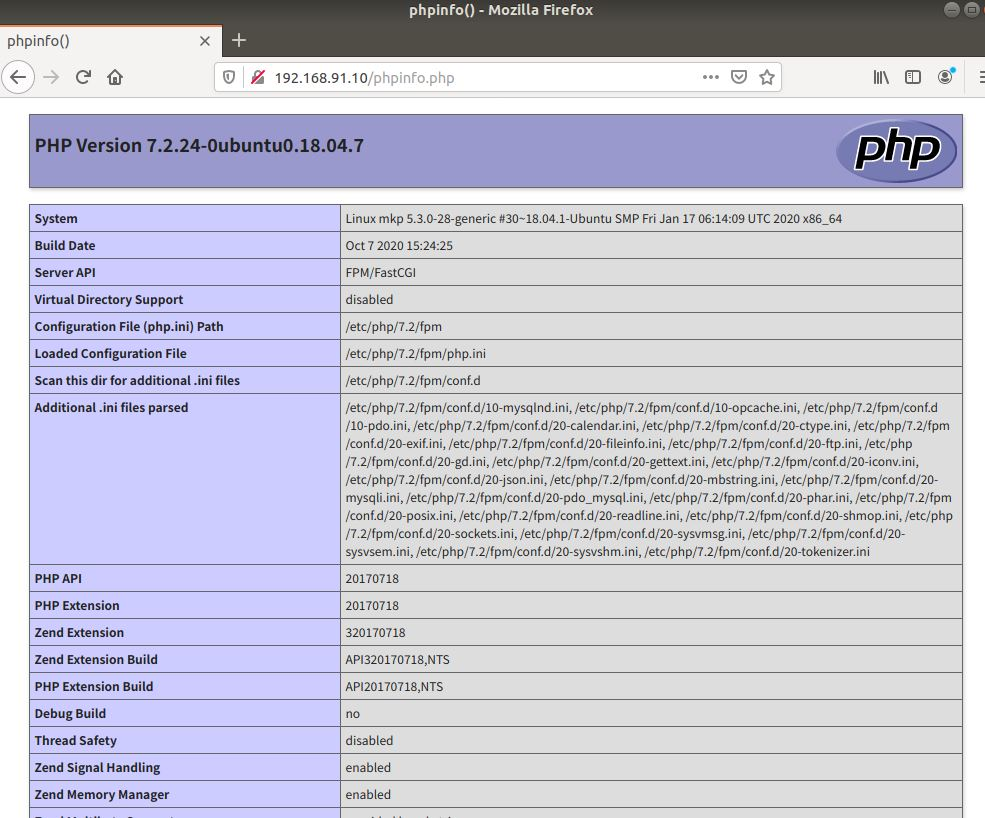 phpinfo() - Mozilla Firefox
phpinfo()
192.168.91.10/phpinfo.php
PHP Version 7.2.24-0ubuntu0.18.04.7
php
System Linux mkp 5.3.0-28-generic #30~18.04.1-Ubuntu SMP Fri Jan 17 06:14:09 UTC 2020 x86_64
Build Date Oct 7 2020 15:24:25
Server API FPM/FastCGI
Virtual Directory Support disabled
Configuration File (php.ini) Path /etc/php/7.2/fpm
Loaded Configuration File /etc/php/7.2/fpm/php.ini
Scan this dir for additional .ini files /etc/php/7.2/fpm/conf.d
Additional .ini files parsed /etc/php/7.2/fpm/conf.d/10-mysqlnd.ini, /etc/php/7.2/fpm/conf.d/10-opcache.ini, /etc/php/7.2/fpm/conf.d
/10-pdo.ini, /etc/php/7.2/fpm/conf.d/20-calendar.ini, /etc/php/7.2/fpm/conf.d/20-ctype.ini, /etc/php/7.2/fpm
/conf.d/20-exif.ini, /etc/php/7.2/fpm/conf.d/20-fileinfo.ini, /etc/php/7.2/fpm/conf.d/20-ftp.ini, /etc/php
/7.2/fpm/conf.d/20-gd.ini, /etc/php/7.2/fpm/conf.d/20-gettext.ini, /etc/php/7.2/fpm/conf.d/20-iconv.ini,
/etc/php/7.2/fpm/conf.d/20-json.ini, /etc/php/7.2/fpm/conf.d/20-mbstring.ini, /etc/php/7.2/fpm/conf.d/20-
mysqli.ini, /etc/php/7.2/fpm/conf.d/20-pdo_mysql.ini, /etc/php/7.2/fpm/conf.d/20-phar.ini, /etc/php/7.2/fpm
/conf.d/20-posix.ini, /etc/php/7.2/fpm/conf.d/20-readline.ini, /etc/php/7.2/fpm/conf.d/20-shmop.ini, /etc/php
/7.2/fpm/conf.d/20-sockets.ini, /etc/php/7.2/fpm/conf.d/20-sysvmsg.ini, /etc/php/7.2/fpm/conf.d/20-
sysvsem.ini, /etc/php/7.2/fpm/conf.d/20-sysvshm.ini, /etc/php/7.2/fpm/conf.d/20-tokenizer.ini
PHP API 20170718
PHP Extension 20170718
Zend Extension 320170718
Zend Extension Build API320170718,NTS
PHP Extension Build API20170718,NTS
Debug Build no
Thread Safety disabled
Zend Signal Handling enabled
Zend Memory Manager enabled